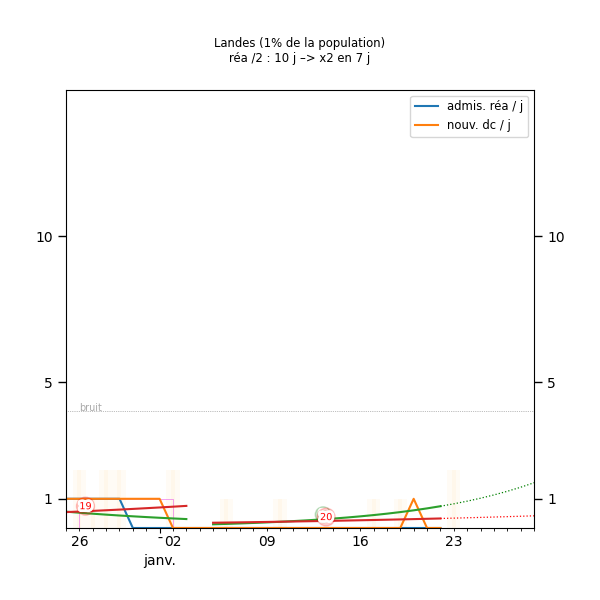 Landes (1% de la population)
réa /2 : 10 j –> x2 en 7 j
admis. réa / j
nouv. dc / j
10
10
5
5
bruit
1
1
19
20
26
02
09
16
23
janv.